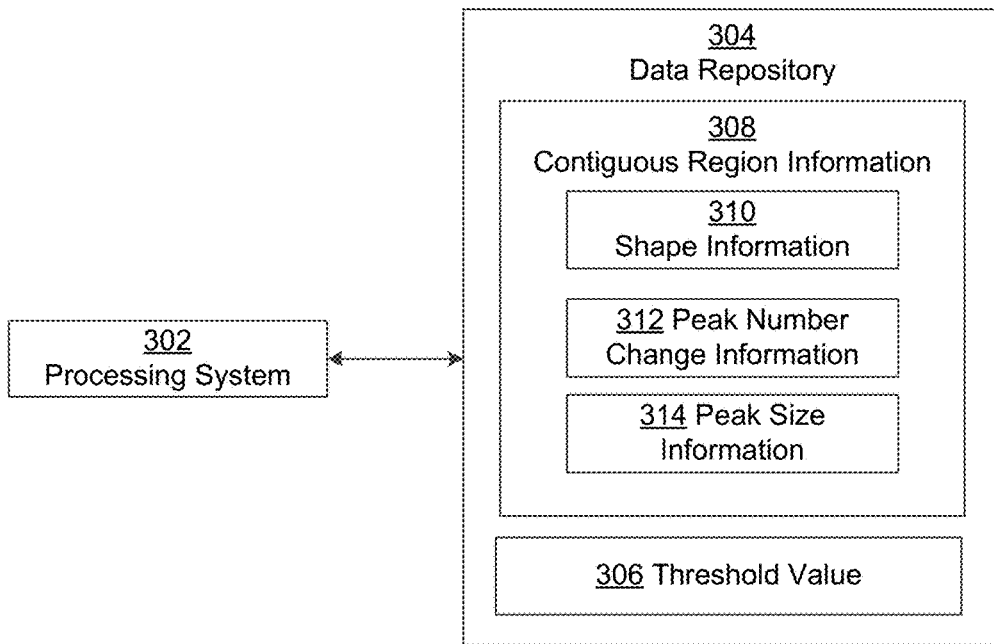 304
Data Repository
308
Contiguous Region Information
310
Shape Information
312 Peak Number
Change Information
314 Peak Size
Information
302
Processing System
306 Threshold Value